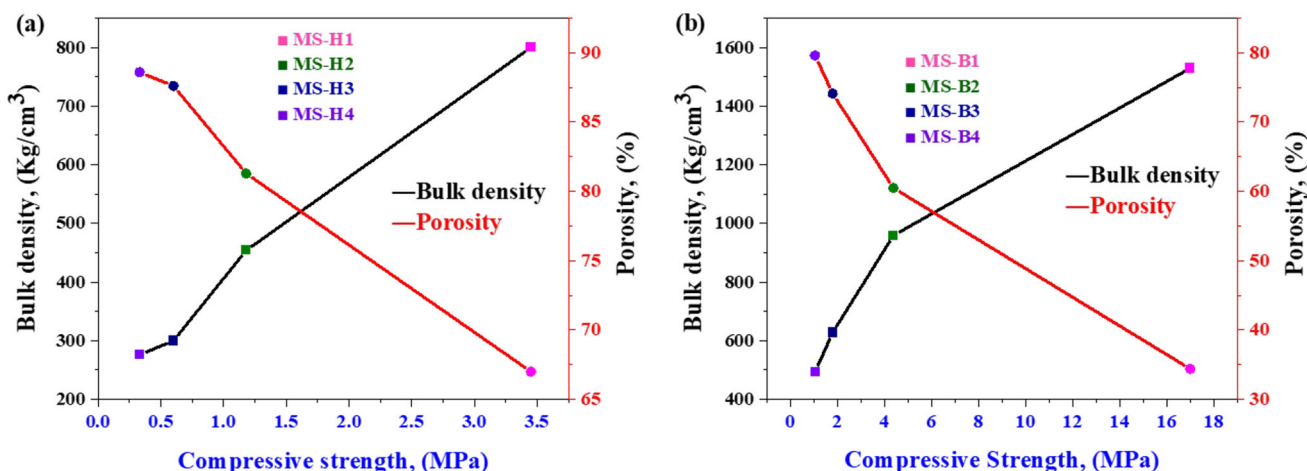 (a)
Bulk density, (Kg/cm³)
800
700
600
500
400
300
200
MS-H1
MS-H2
MS-H3
MS-H4
Bulk density
Porosity
90
85
80
75
70
65
Porosity, (%)
0.0 0.5 1.0 1.5 2.0 2.5 3.0 3.5
Compressive strength, (MPa)
(b)
Bulk density, (Kg/cm³)
1600
1400
1200
1000
800
600
400
MS-B1
MS-B2
MS-B3
MS-B4
Bulk density
Porosity
80
70
60
50
40
30
Porosity, (%)
0 2 4 6 8 10 12 14 16 18
Compressive Strength, (MPa)